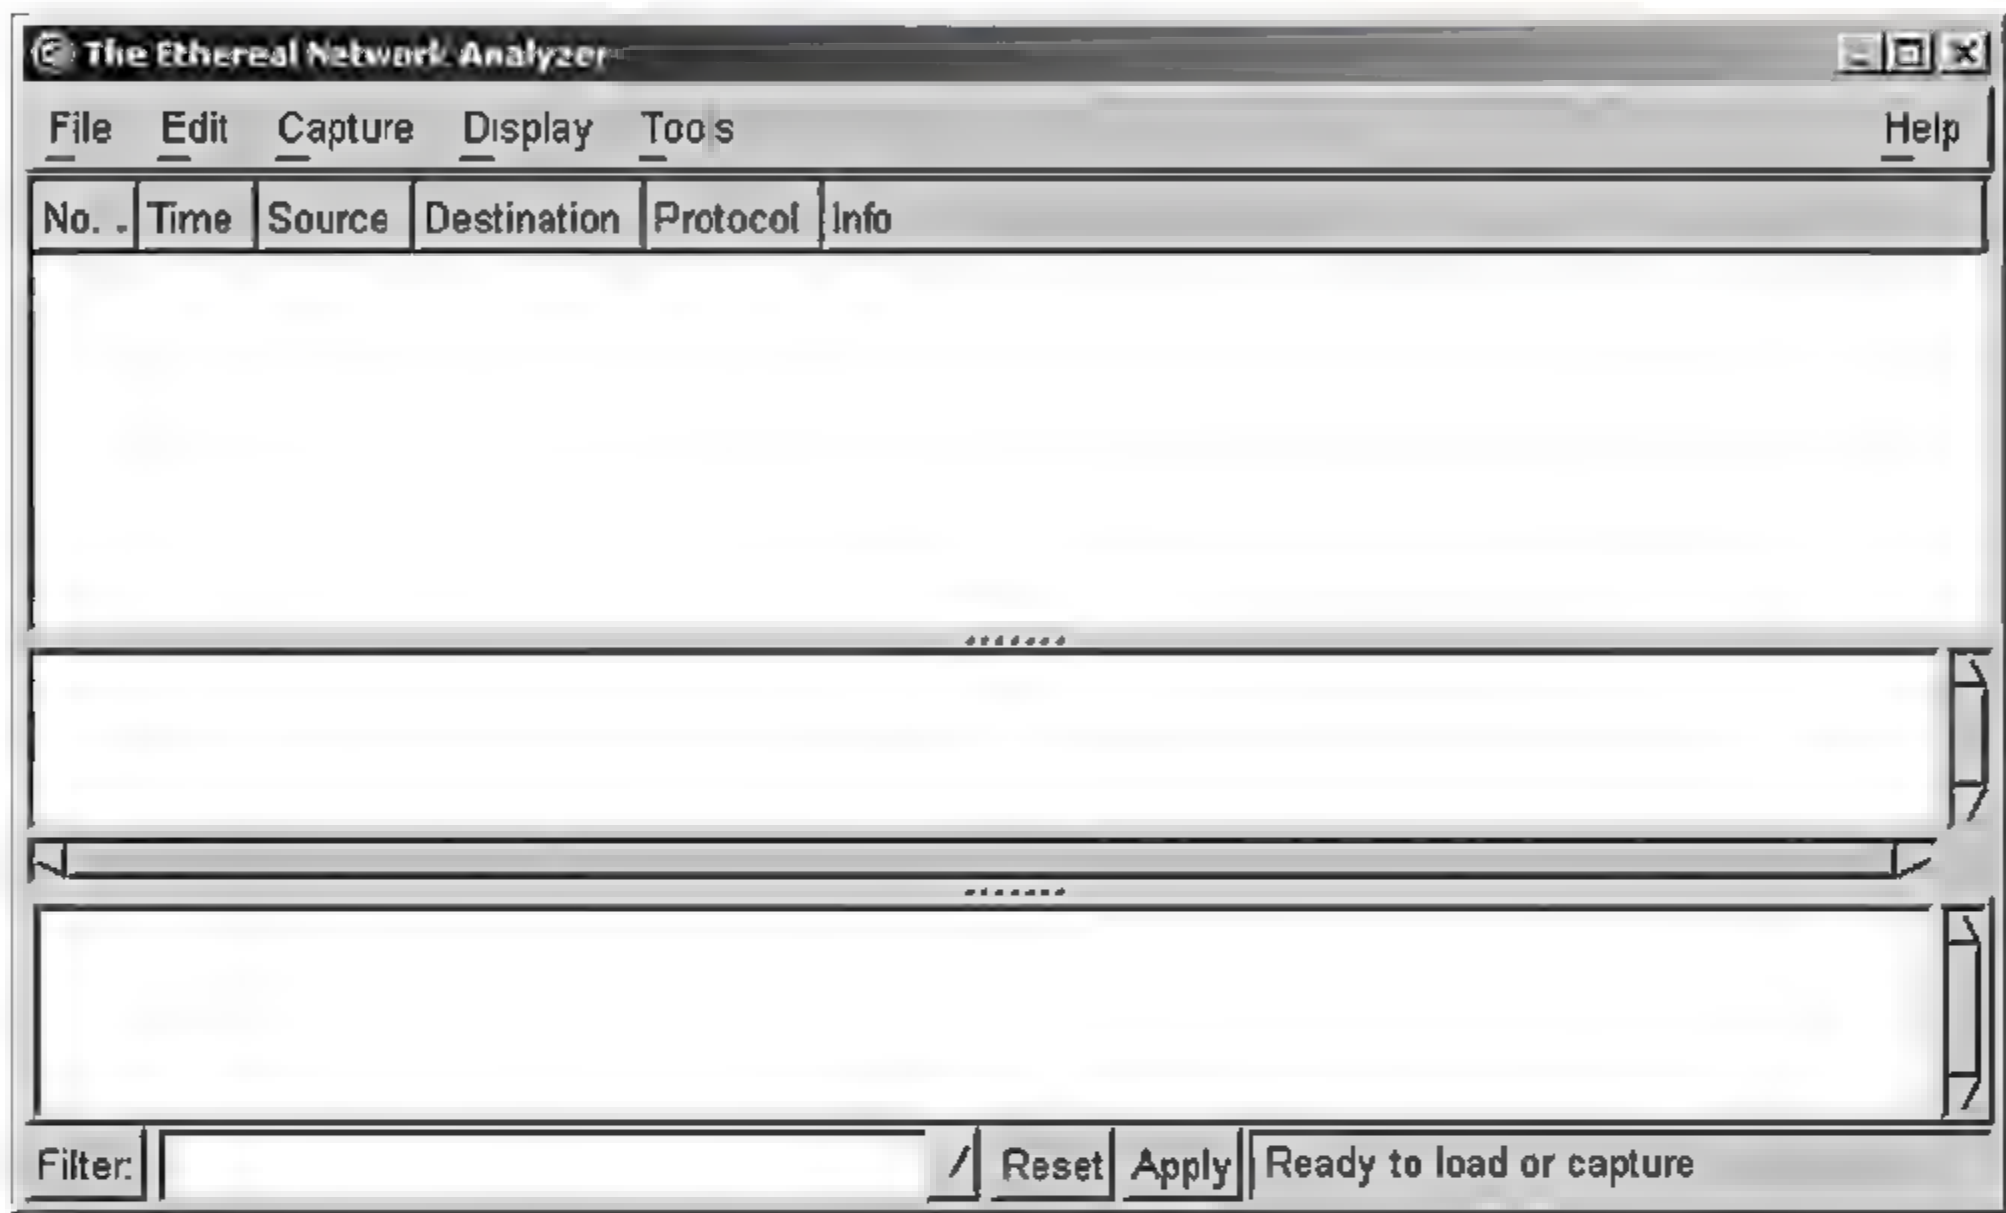 The Ethereal Network Analyzer
File Edit Capture Display Tools Help
No. Time Source Destination Protocol Info
Filter: Reset Apply Ready to load or capture